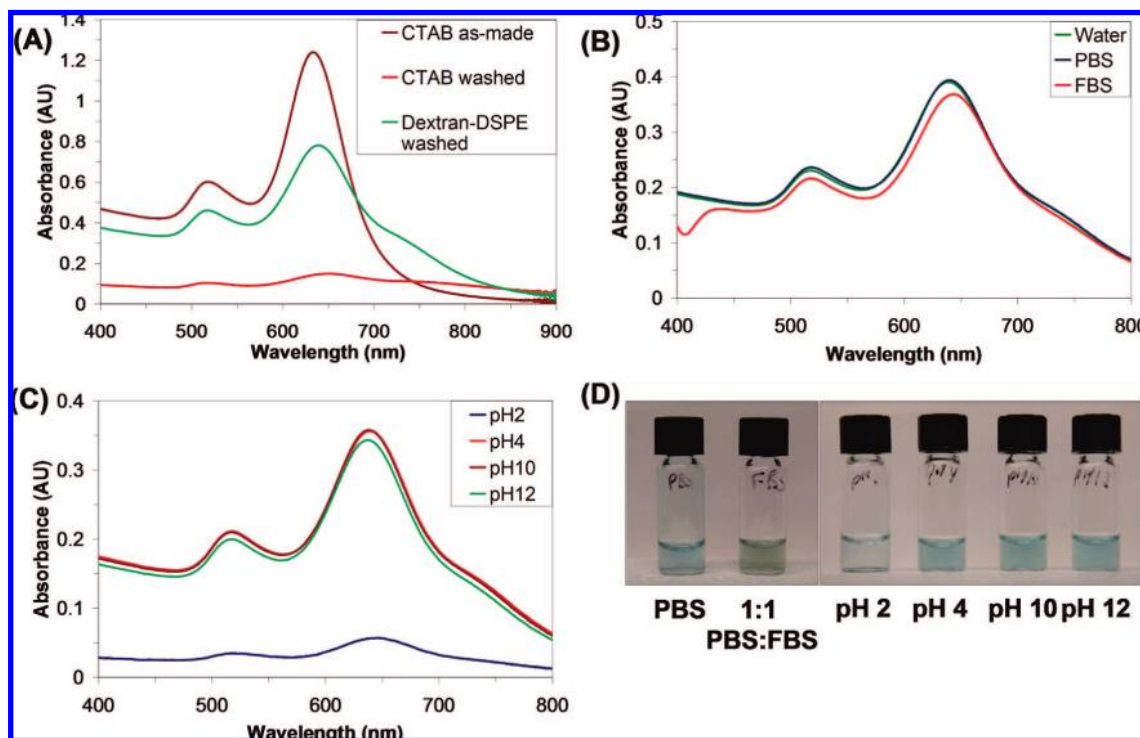 (A)
1.4
1.2
1
0.8
0.6
0.4
0.2
0
Absorbance (AU)
CTAB as-made
CTAB washed
Dextran-DSPE
washed
400 500 600 700 800 900
Wavelength (nm)
(B)
0.5
0.4
0.3
0.2
0.1
0
Absorbance (AU)
Water
PBS
FBS
400 500 600 700 800
Wavelength (nm)
(C)
0.4
0.3
0.2
0.1
0
Absorbance (AU)
pH2
pH4
pH10
pH12
400 500 600 700 800
Wavelength (nm)
(D)
PBS FBS
PBS 1:1 pH 2 pH 4 pH 10 pH 12
PBS:FBS